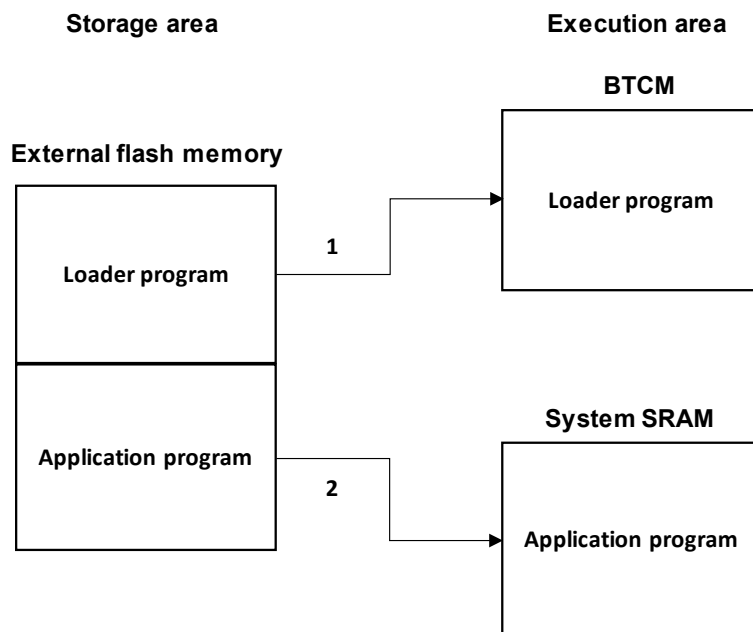 Storage area
Execution area
BTCM
External flash memory
Loader program
1
Loader program
Application program
2
System SRAM
Application program